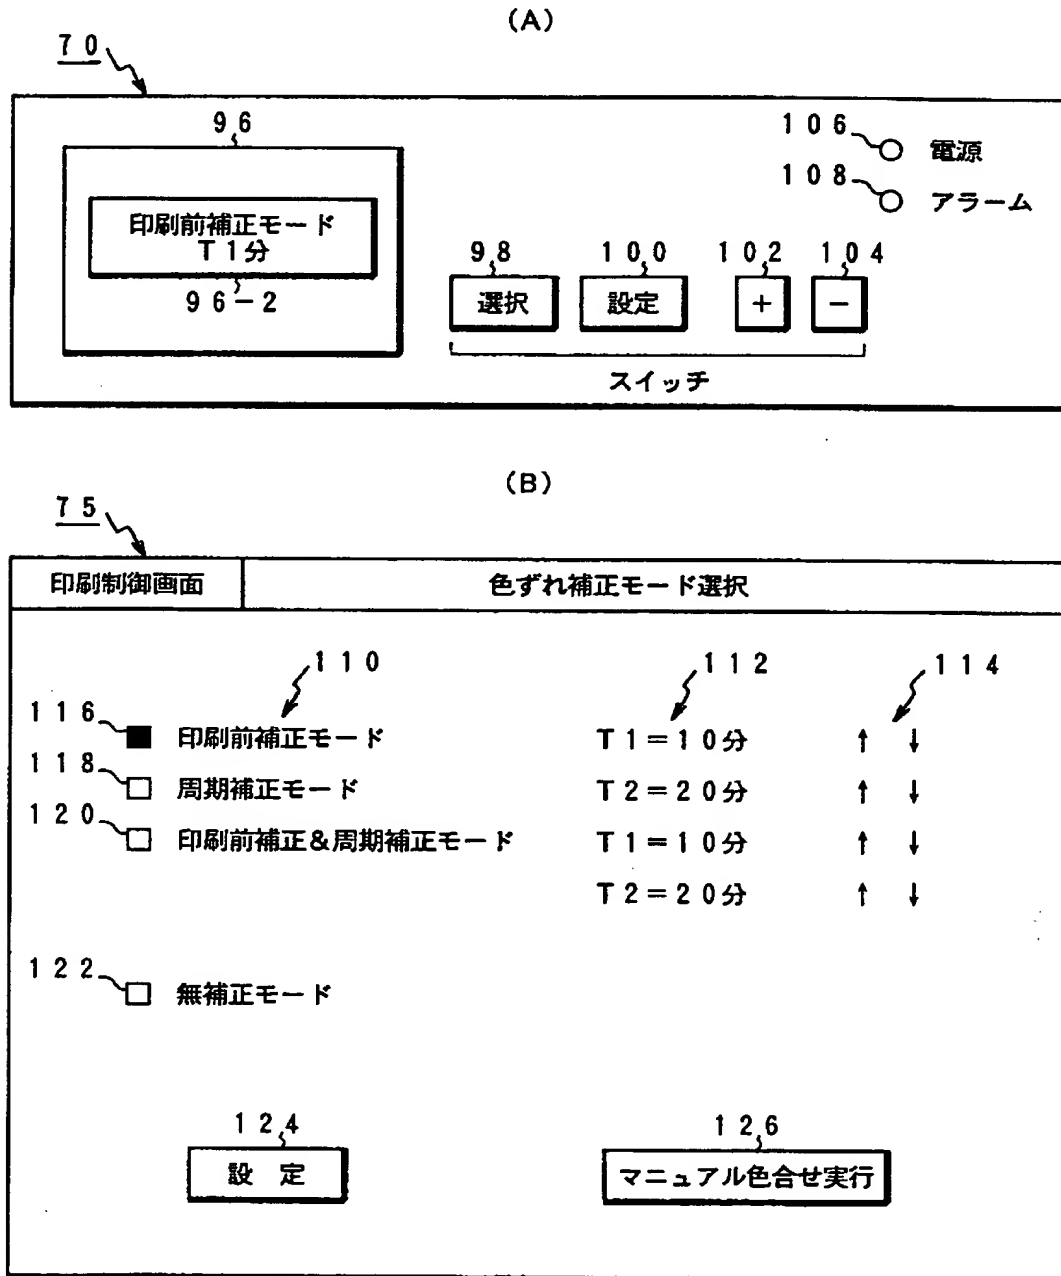 (A)
70
96
106
電源
108
アラーム
印刷前補正モード
T1分
96-2
98 100 102 104
選択 設定 + −
スイッチ
(B)
75
印刷制御画面 色ずれ補正モード選択
110 112 114
116
印刷前補正モード T1=10分 ↑ ↓
118
周期補正モード T2=20分 ↑ ↓
120
印刷前補正&周期補正モード T1=10分 ↑ ↓
T2=20分 ↑ ↓
122
無補正モード
124 126
設 定 マニュアル色合せ実行